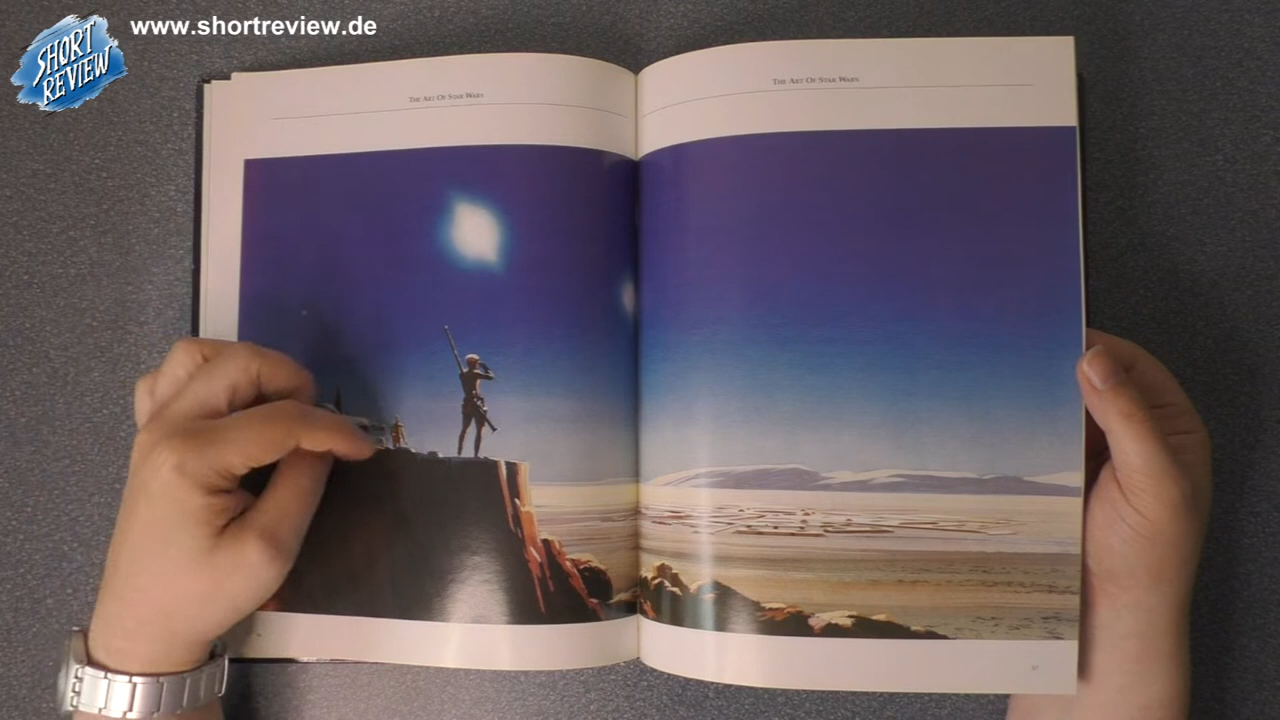 www.shortreview.de
SHORT
REVIEW
THE ART OF STAR WARS
THE ART OF STAR WARS